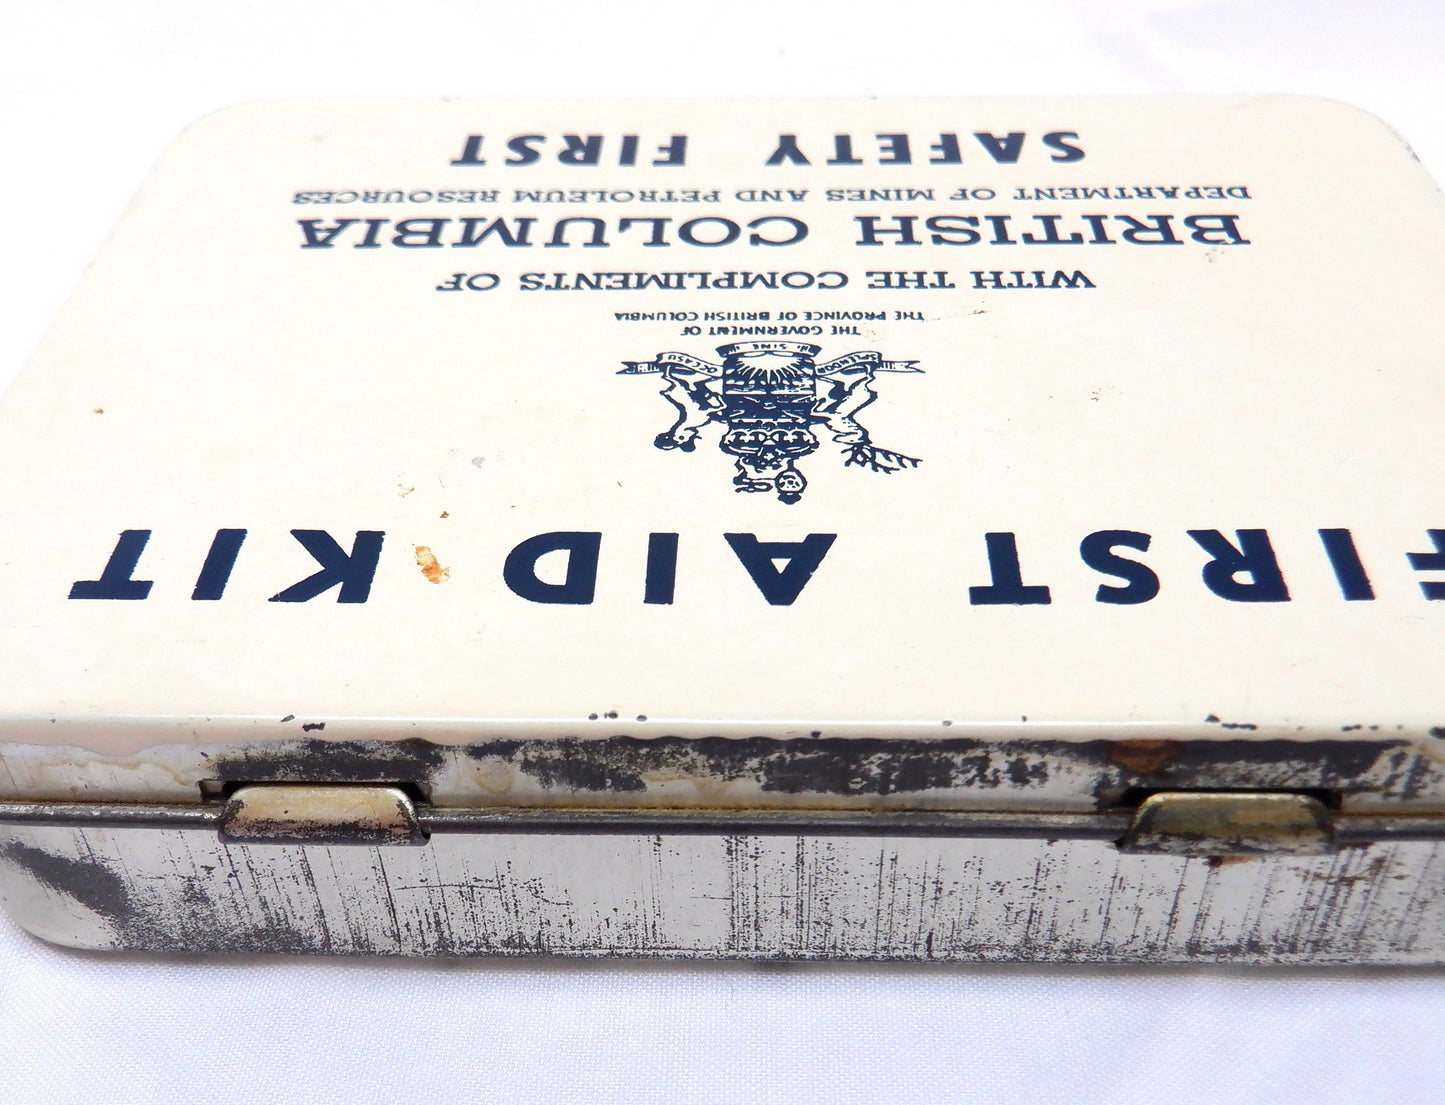 FIRST AID KIT
SPLENDOR SINE OCCASU
THE GOVERNMENT OF
THE PROVINCE OF BRITISH COLUMBIA
WITH THE COMPLIMENTS OF
BRITISH COLUMBIA
DEPARTMENT OF MINES AND PETROLEUM RESOURCES
SAFETY FIRST